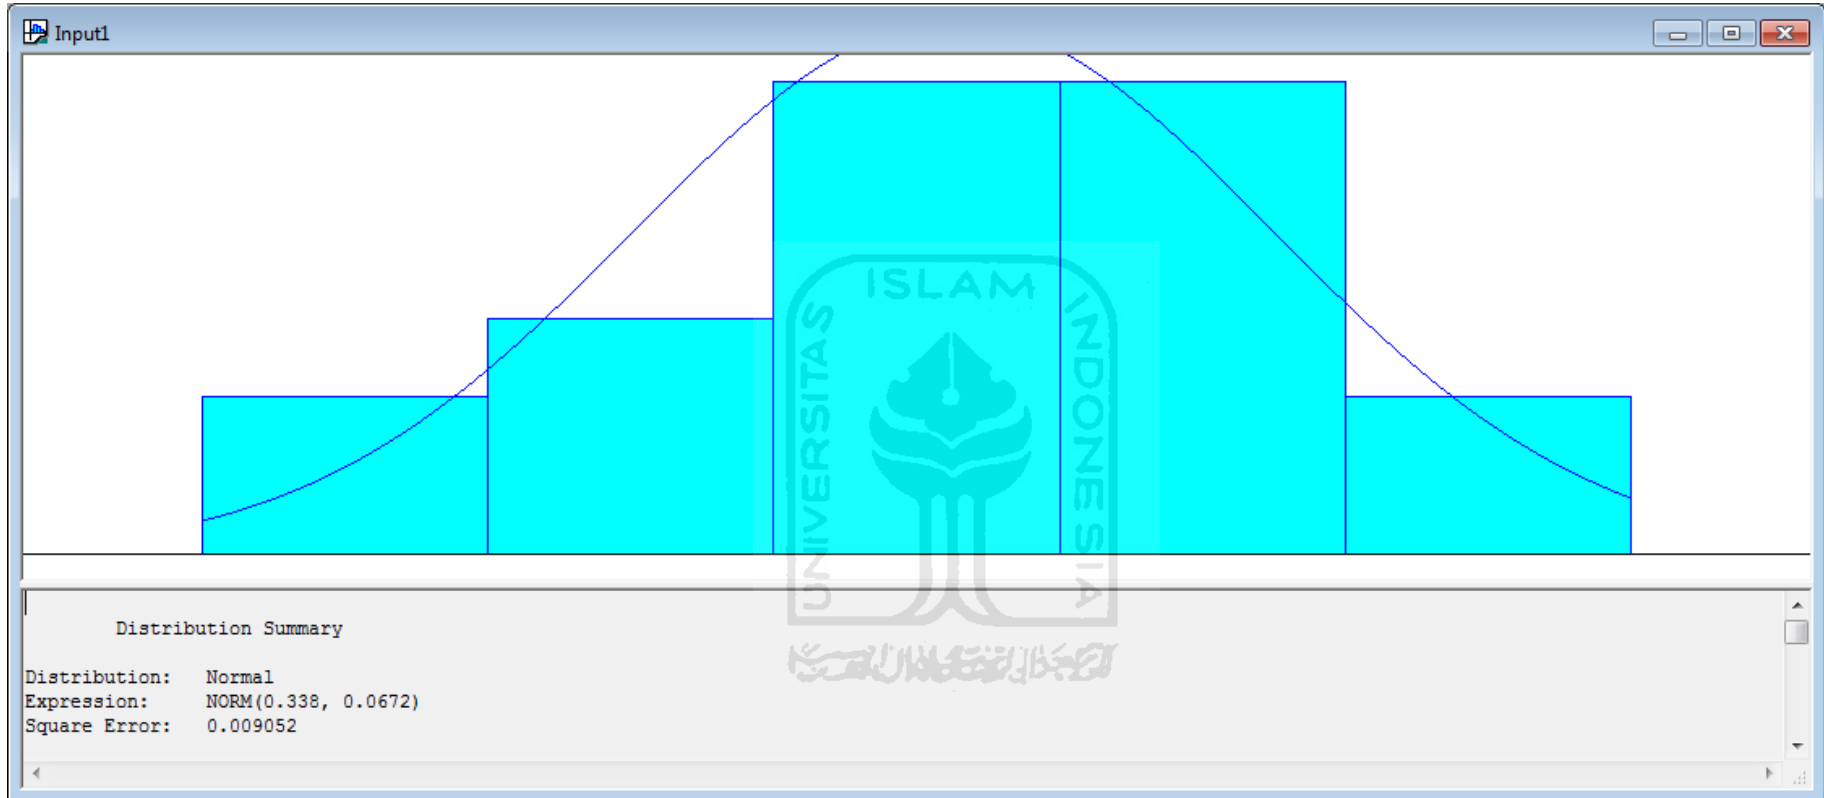 Input1
UNIVERSITAS
ISLAM
INDONESIA
Distribution Summary
Distribution: Normal
Expression: NORM(0.338, 0.0672)
Square Error: 0.009052